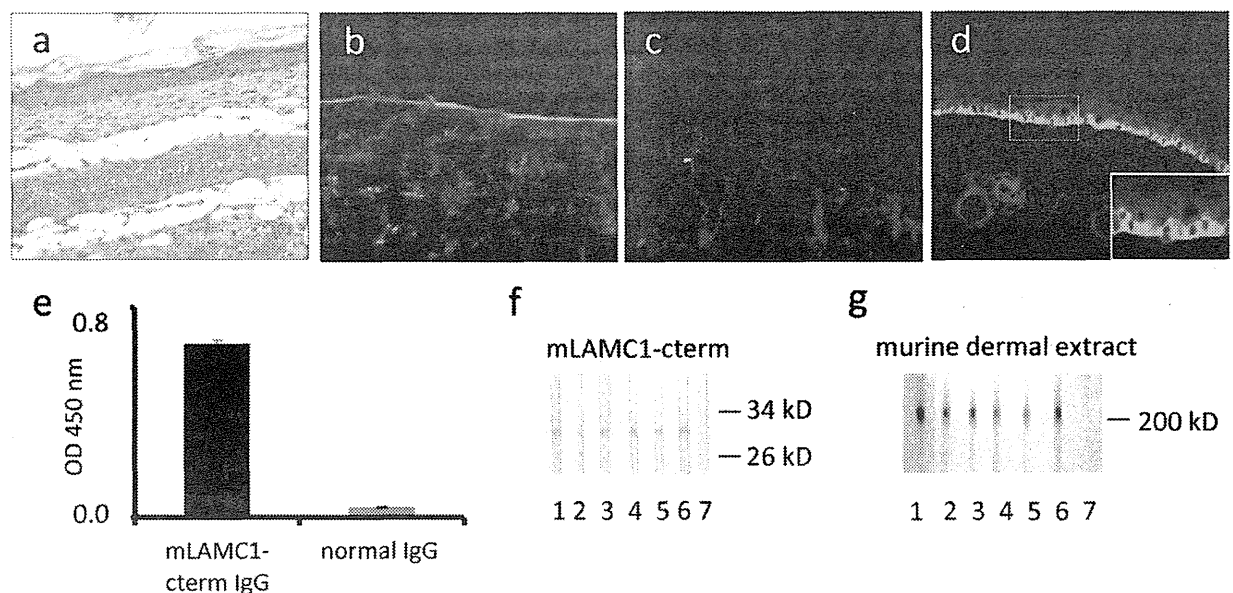 a
b
c
d
e
0.8
OD 450 nm
0.0
mLAMC1-
cterm IgG
normal IgG
f
mLAMC1-cterm
34 kD
26 kD
1 2 3 4 5 6 7
g
murine dermal extract
200 kD
1 2 3 4 5 6 7